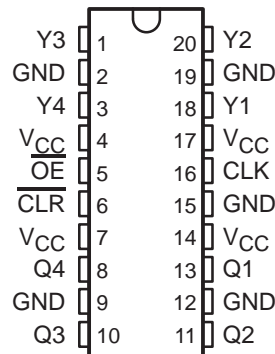 Y3 1 20 Y2
GND 2 19 GND
Y4 3 18 Y1
VCC 4 17 VCC
OE 5 16 CLK
CLR 6 15 GND
VCC 7 14 VCC
Q4 8 13 Q1
GND 9 12 GND
Q3 10 11 Q2